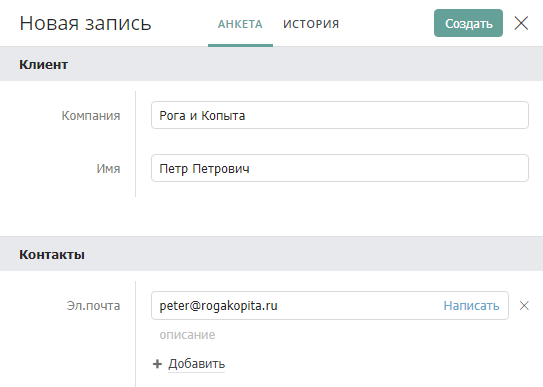 Новая запись АНКЕТА ИСТОРИЯ Создать
Клиент
Компания Рога и Копыта
Имя Петр Петрович
Контакты
Эл.почта peter@rogakopita.ru Написать
описание
+ Добавить